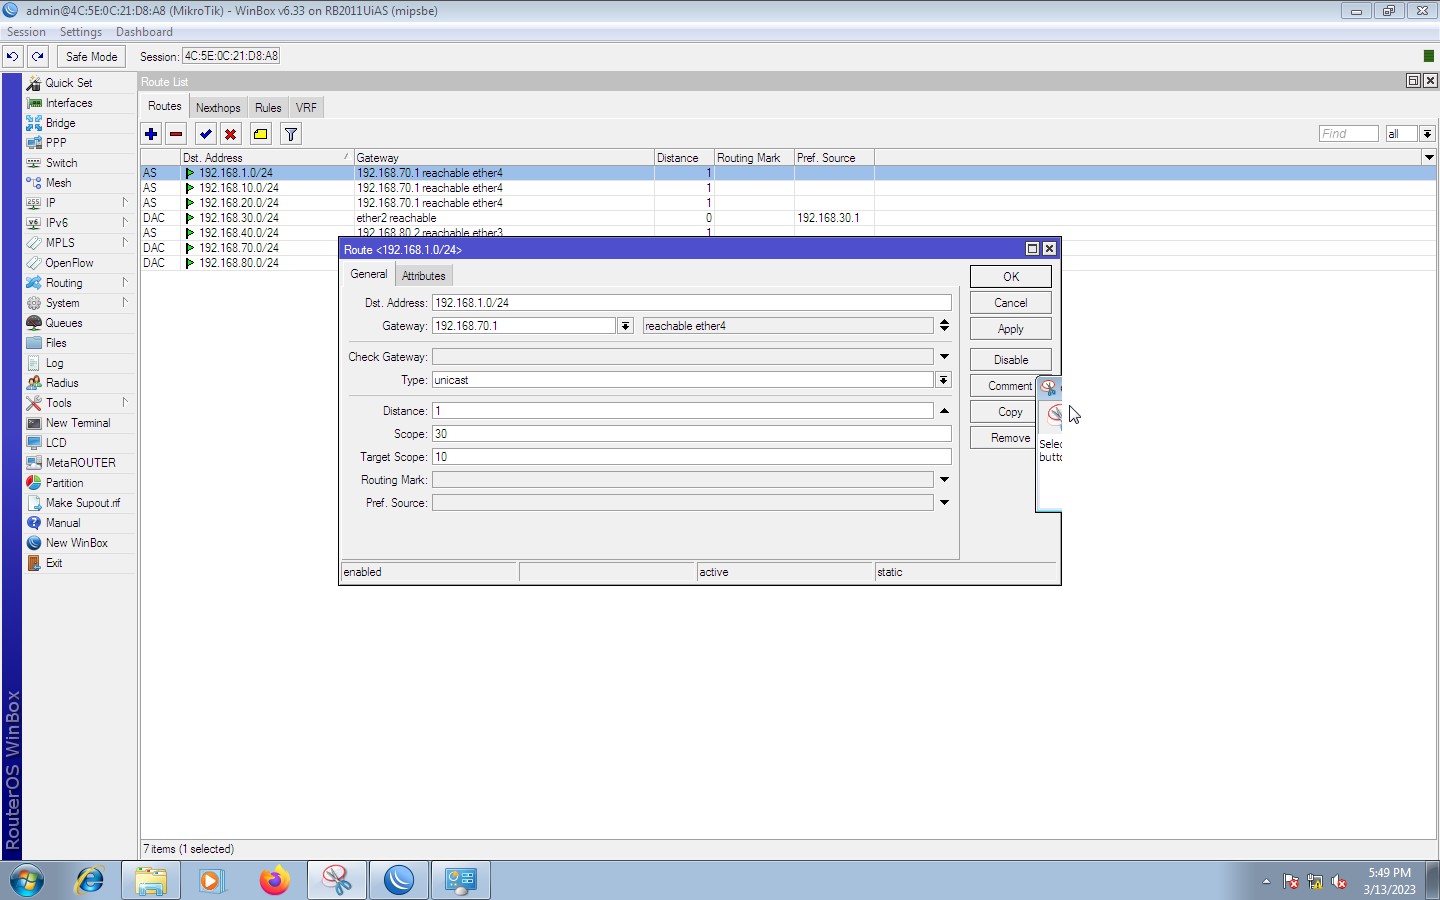 admin@4C:5E:0C:21:D8:A8 (MikroTik) - WinBox v6.33 on RB2011UiAS (mipsbe)
Session Settings Dashboard
Safe Mode Session: 4C:5E:0C:21:D8:A8
Quick Set
Interfaces
Bridge
PPP
Switch
Mesh
IP
IPv6
MPLS
OpenFlow
Routing
System
Queues
Files
Log
Radius
Tools
New Terminal
LCD
MetaROUTER
Partition
Make Supout.rif
Manual
New WinBox
Exit
RouterOS WinBox
Route List
Routes Nexthops Rules VRF
Find all
Dst. Address Gateway Distance Routing Mark Pref. Source
AS 192.168.1.0/24 192.168.70.1 reachable ether4 1
AS 192.168.10.0/24 192.168.70.1 reachable ether4 1
AS 192.168.20.0/24 192.168.70.1 reachable ether4 1
DAC 192.168.30.0/24 ether2 reachable 0 192.168.30.1
AS 192.168.40.0/24 192.168.80.2 reachable ether3 1
DAC 192.168.70.0/24
DAC 192.168.80.0/24
Route <192.168.1.0/24>
General Attributes
Dst. Address: 192.168.1.0/24
Gateway: 192.168.70.1 reachable ether4
Check Gateway:
Type: unicast
Distance: 1
Scope: 30
Target Scope: 10
Routing Mark:
Pref. Source:
OK
Cancel
Apply
Disable
Comment
Copy
Remove
Selec
butto
enabled active static
7 items (1 selected)
5:49 PM
3/13/2023